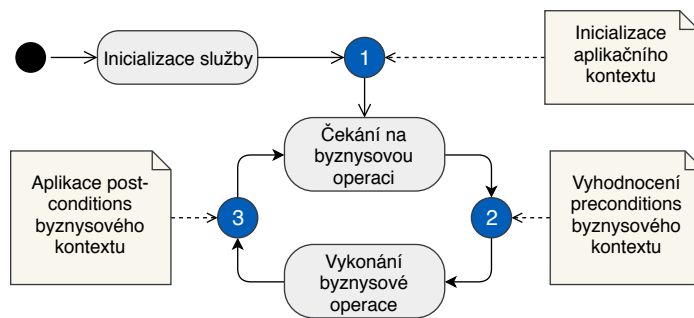 Inicializace služby
1
Inicializace
aplikačního
kontextu
Čekání na
byznysovou
operaci
Aplikace post-
conditions
byznysového
kontextu
3
2
Vyhodnocení
preconditions
byznysového
kontextu
Vykonání
byznysové
operace